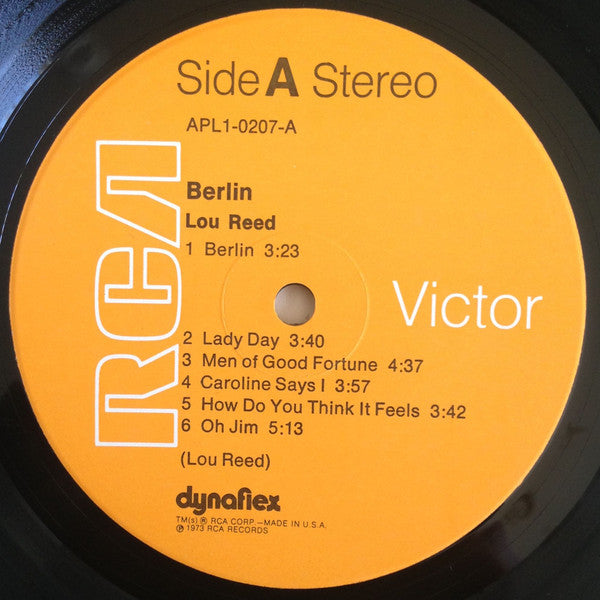 Side A Stereo
APL1-0207-A
RCA
Berlin
Lou Reed
1 Berlin 3:23
Victor
2 Lady Day 3:40
3 Men of Good Fortune 4:37
4 Caroline Says I 3:57
5 How Do You Think It Feels 3:42
6 Oh Jim 5:13
(Lou Reed)
dynaflex
TM(s) ® RCA CORP.—MADE IN U.S.A.
℗ 1973 RCA RECORDS